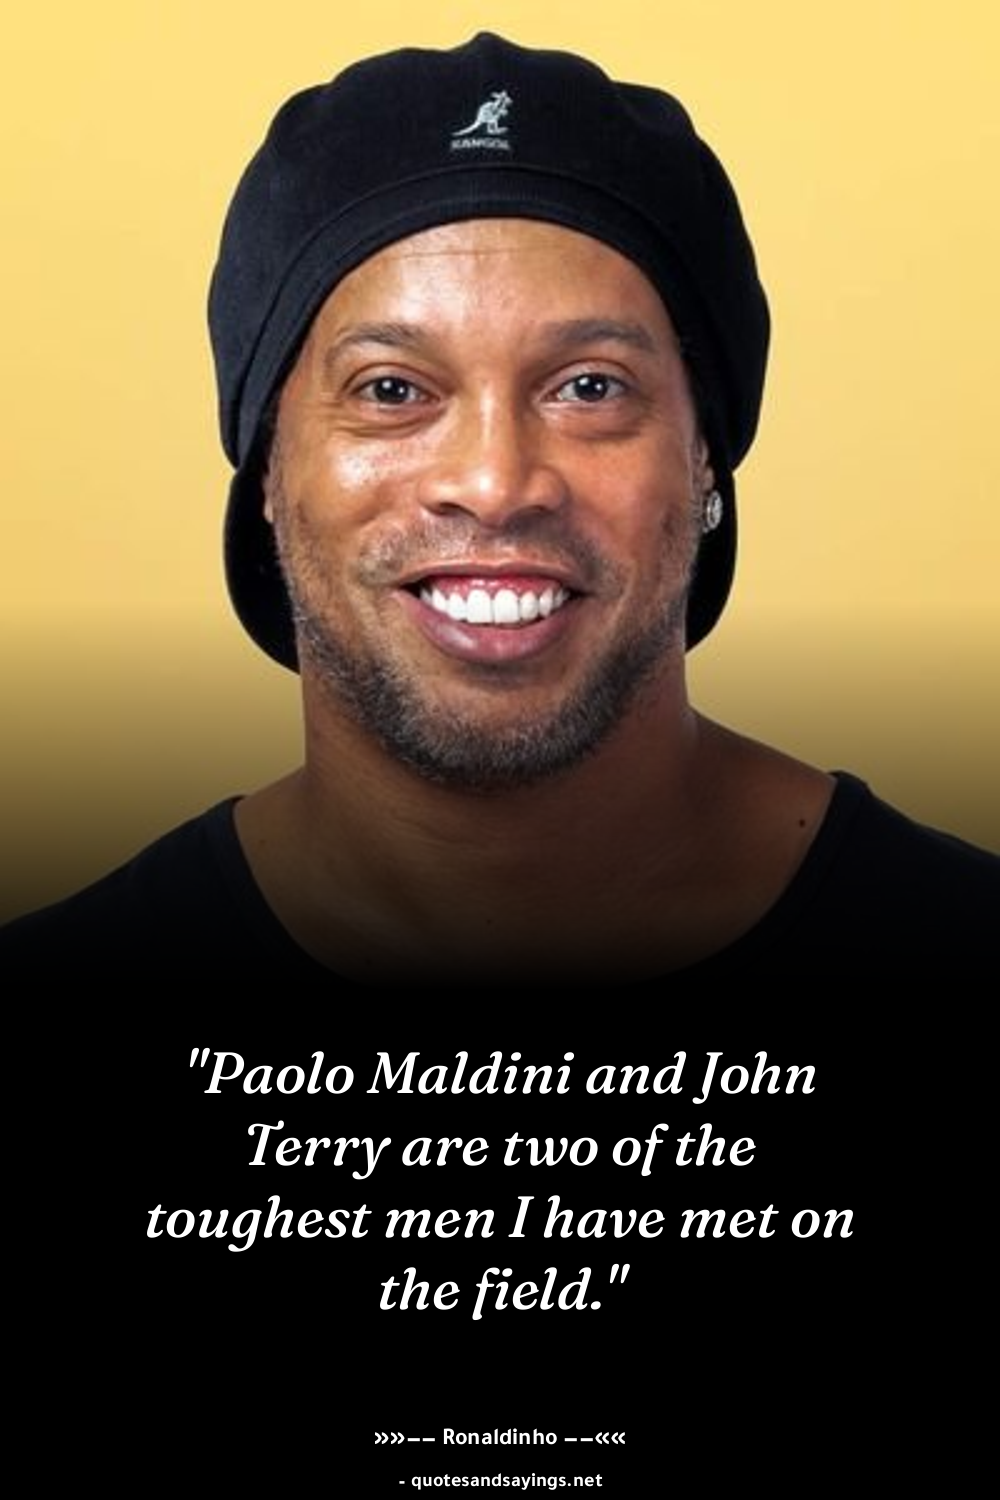 KANGOL
"Paolo Maldini and John
Terry are two of the
toughest men I have met on
the field."
»»−− Ronaldinho −−««
- quotesandsayings.net